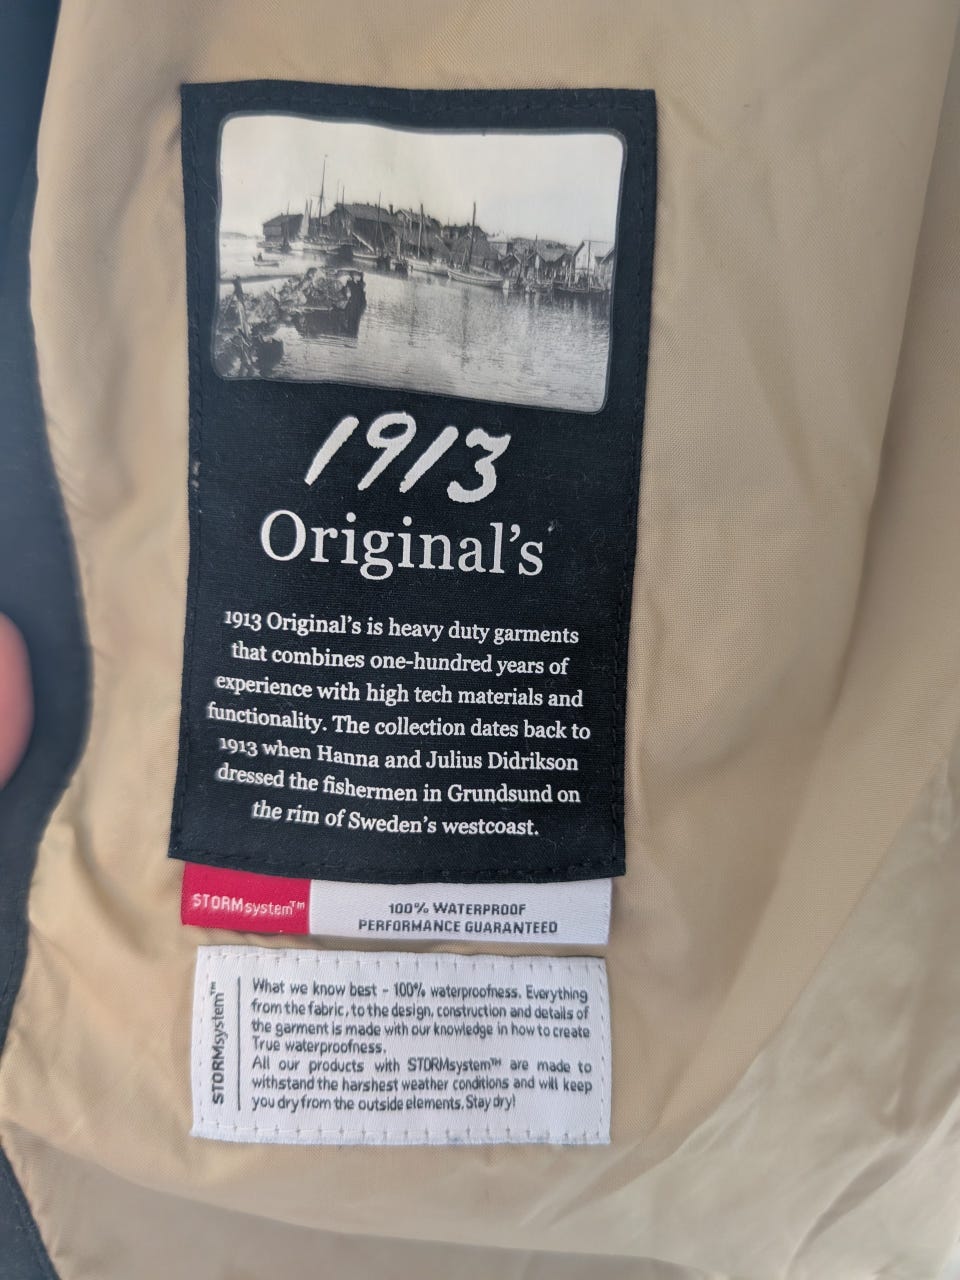 1913
Original's
1913 Original's is heavy duty garments
that combines one-hundred years of
experience with high tech materials and
functionality. The collection dates back to
1913 when Hanna and Julius Didrikson
dressed the fishermen in Grundsund on
the rim of Sweden's westcoast.
STORMsystem™
100% WATERPROOF
PERFORMANCE GUARANTEED
STORMsystem™
What we know best - 100% waterproofness. Everything
from the fabric, to the design, construction and details of
the garment is made with our knowledge in how to create
True waterproofness.
All our products with STORMsystem™ are made to
withstand the harshest weather conditions and will keep
you dry from the outside elements. Stay dry!